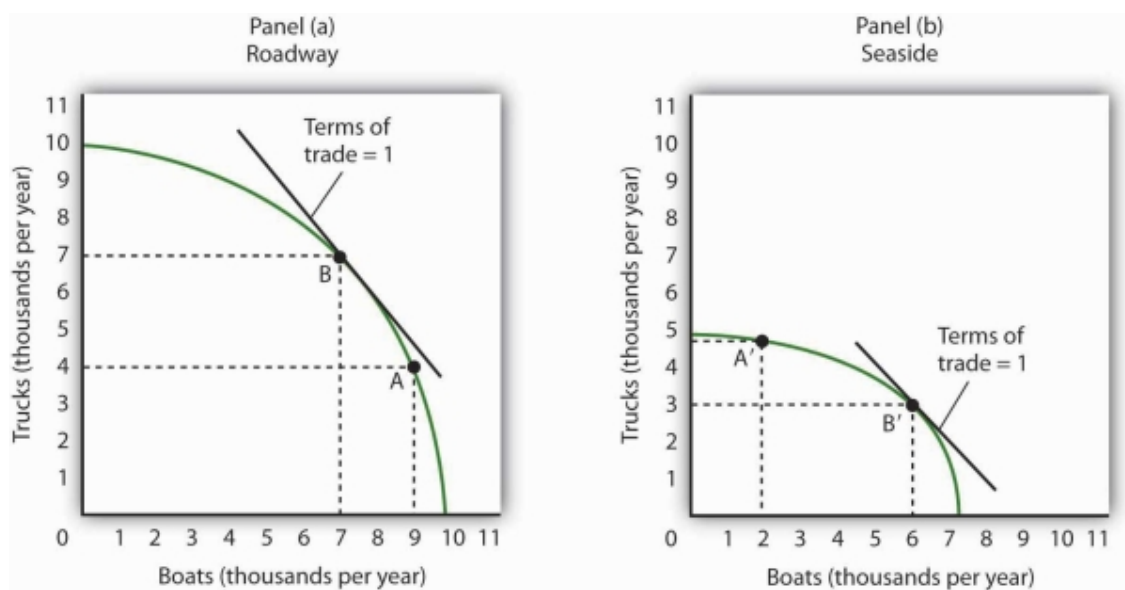 Panel (a)
Roadway
Trucks (thousands per year)
11
10
9
8
7
6
5
4
3
2
1
Terms of
trade = 1
B
A
0 1 2 3 4 5 6 7 8 9 10 11
Boats (thousands per year)
Panel (b)
Seaside
Trucks (thousands per year)
11
10
9
8
7
6
5
4
3
2
1
A′
Terms of
trade = 1
B′
0 1 2 3 4 5 6 7 8 9 10 11
Boats (thousands per year)